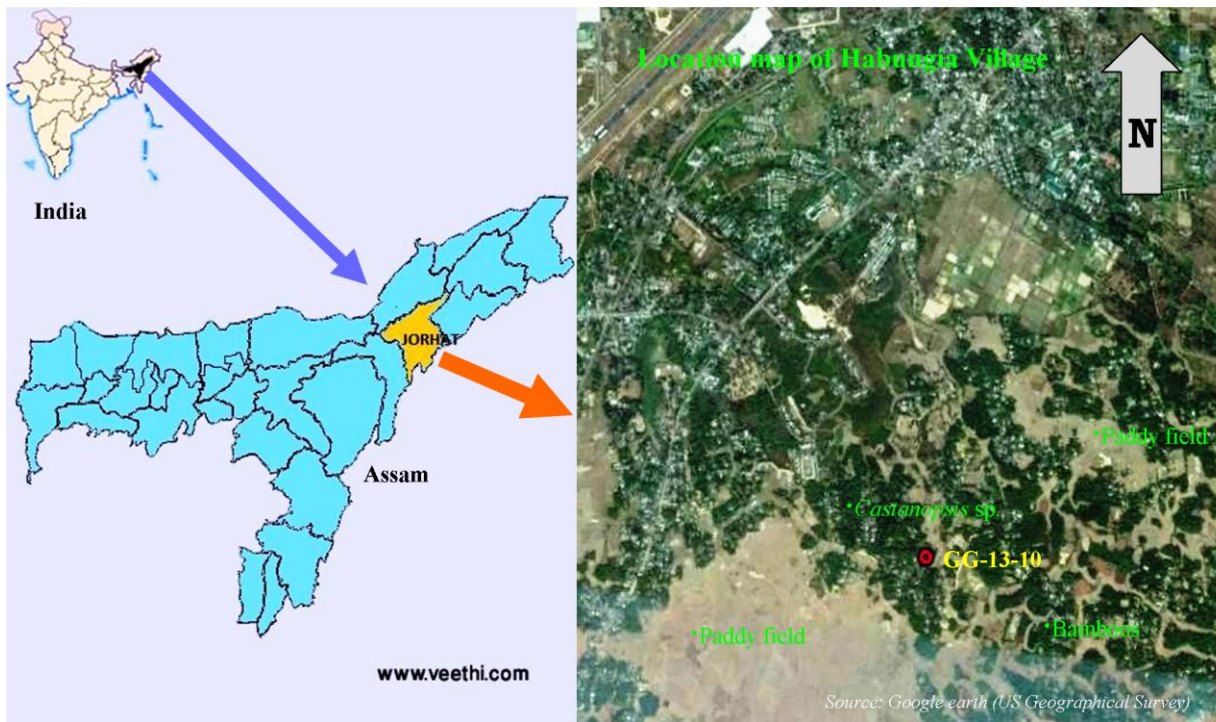 India
JORHAT
Assam
www.veethi.com
Location map of Habungia Village
N
Paddy field
Castanopsis sp.
GG-13-10
Paddy field
Bamboos
Source: Google earth (US Geographical Survey)